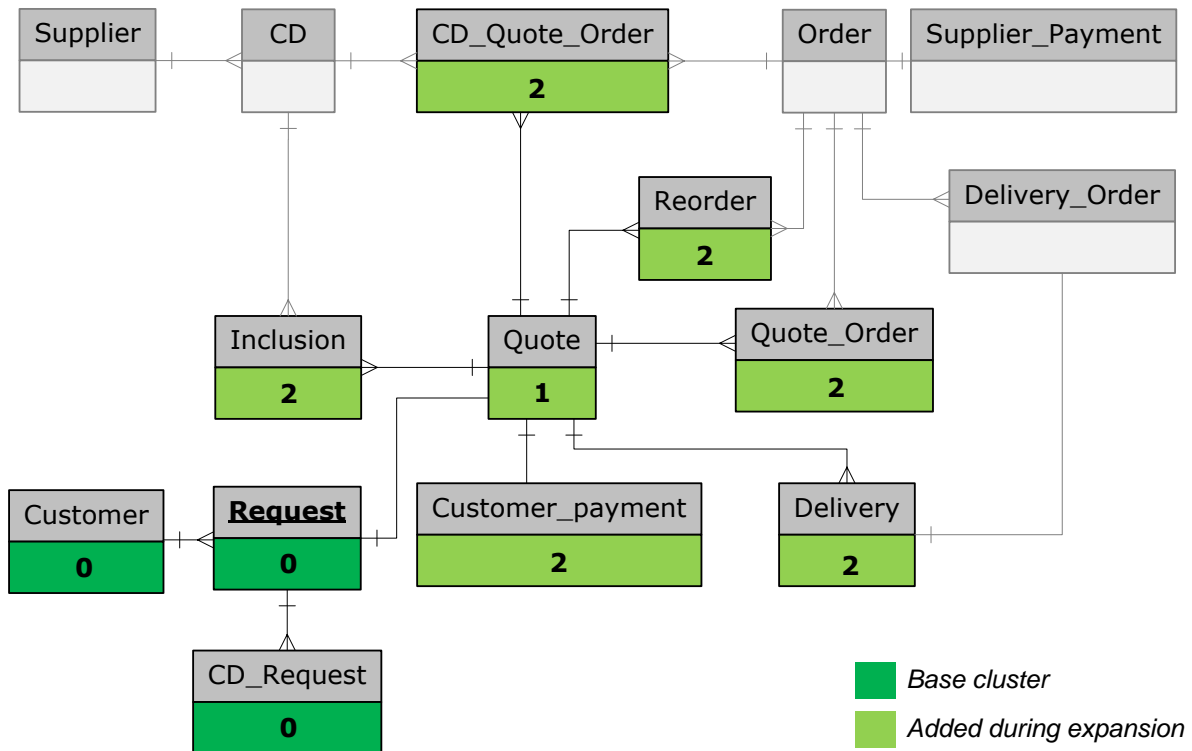 Supplier
CD
CD_Quote_Order
2
Order
Supplier_Payment
Reorder
2
Delivery_Order
Inclusion
2
Quote
1
Quote_Order
2
Customer
0
Request
0
Customer_payment
2
Delivery
2
CD_Request
0
Base cluster
Added during expansion